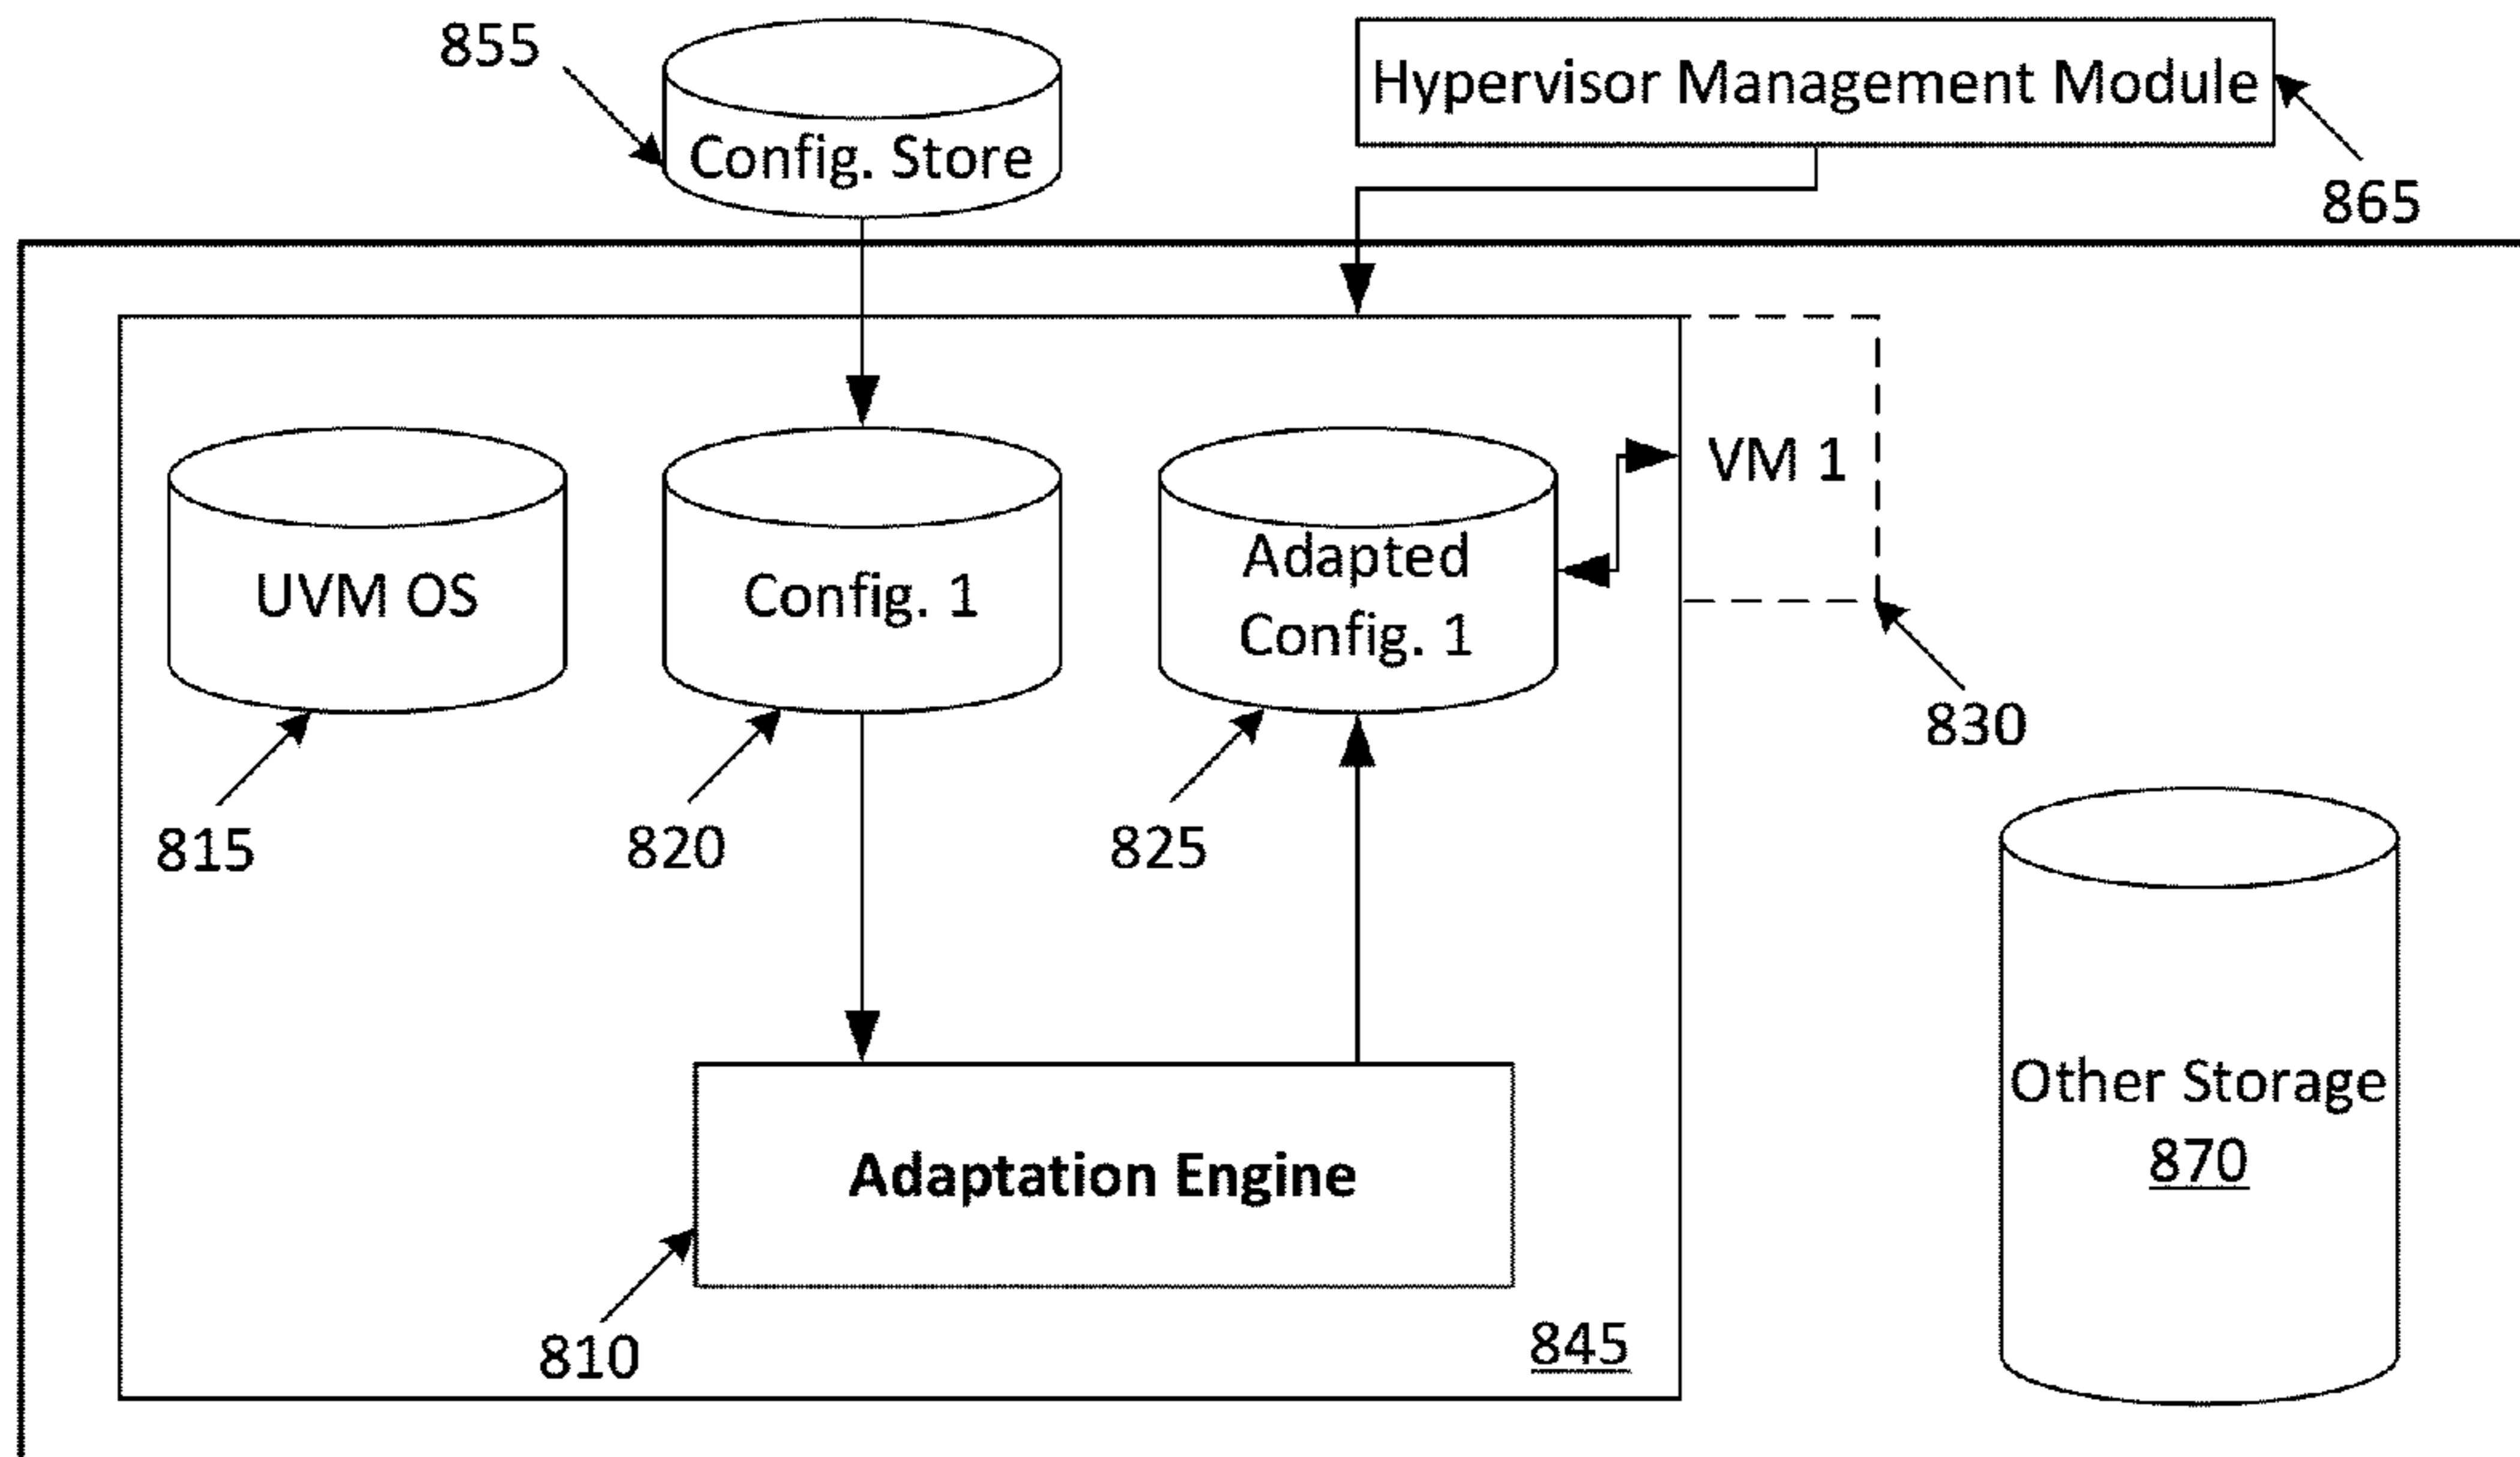 855
Config. Store
Hypervisor Management Module
865
UVM OS
Config. 1
Adapted
Config. 1
VM 1
830
815
820
825
Adaptation Engine
810
845
Other Storage
870